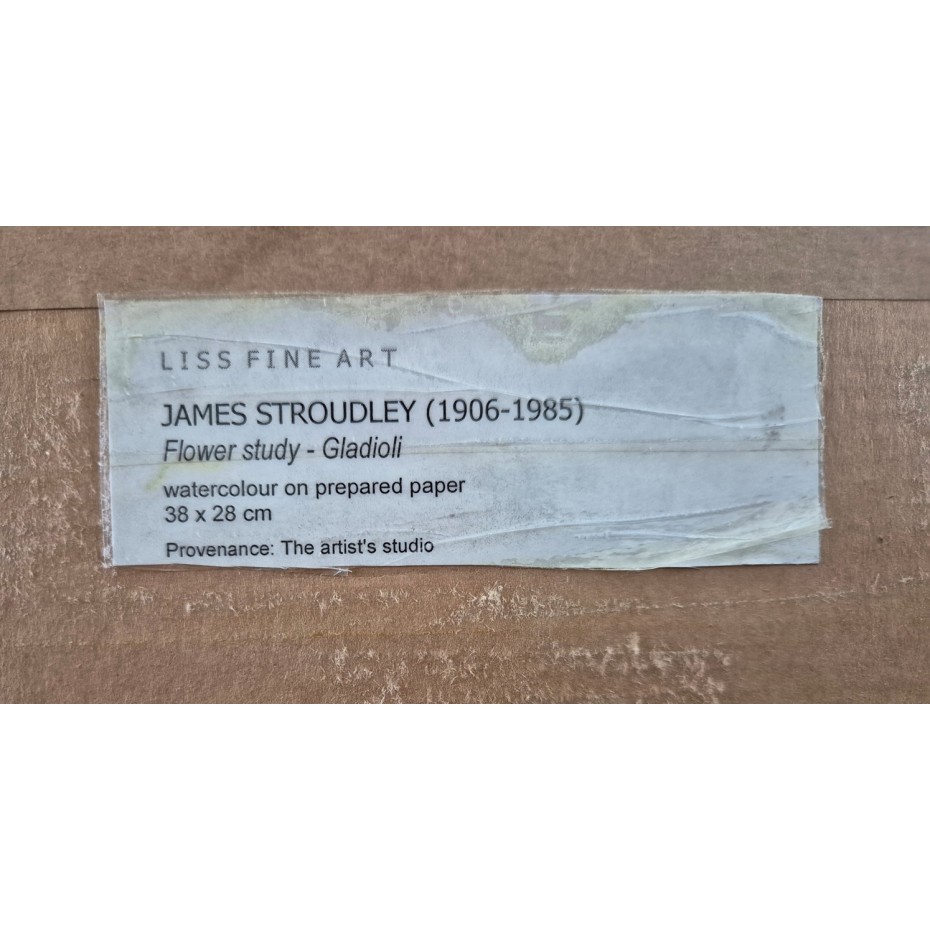 LISS FINE ART
JAMES STROUDLEY (1906-1985)
Flower study - Gladioli
watercolour on prepared paper
38 x 28 cm
Provenance: The artist's studio